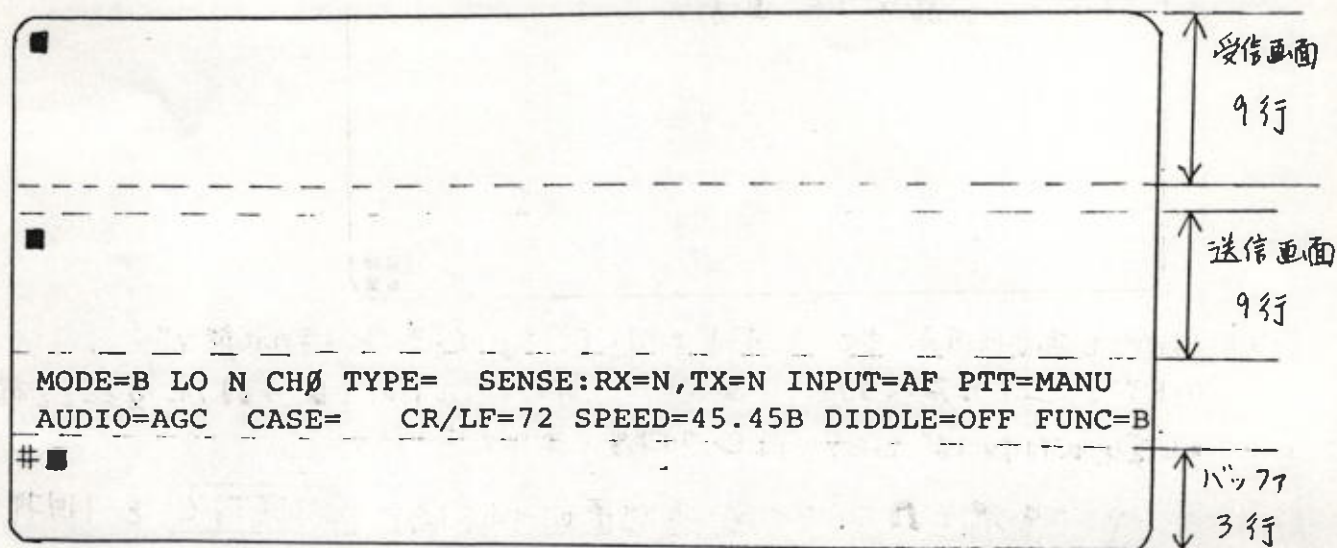 受信画面
9行
送信画面
9行
MODE=B LO N CHØ TYPE= SENSE:RX=N,TX=N INPUT=AF PTT=MANU
AUDIO=AGC CASE= CR/LF=72 SPEED=45.45B DIDDLE=OFF FUNC=B
#■
バッファ
3行